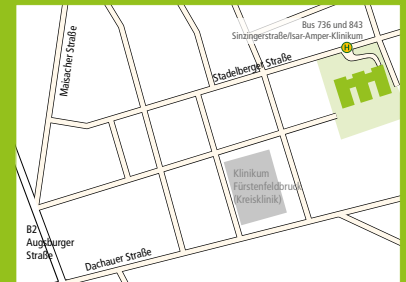 Bus 736 und 843
Sinzingerstraße/Isar-Amper-Klinikum
H
Maisacher Straße
Stadelberger Straße
Klinikum
Fürstenfeldbruck
(Kreisklinik)
B2
Augsburger
Straße
Dachauer Straße